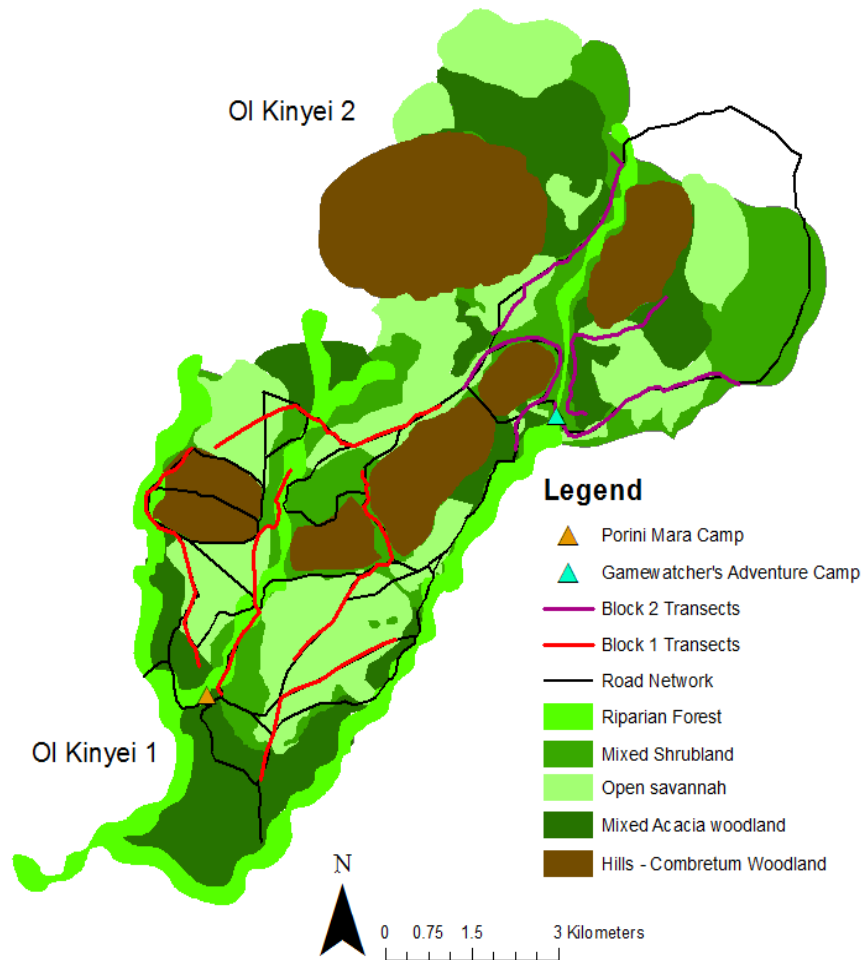 Ol Kinyei 2
Ol Kinyei 1
Legend
Porini Mara Camp
Gamewatcher's Adventure Camp
Block 2 Transects
Block 1 Transects
Road Network
Riparian Forest
Mixed Shrubland
Open savannah
Mixed Acacia woodland
Hills - Combretum Woodland
N
0 0.75 1.5 3 Kilometers